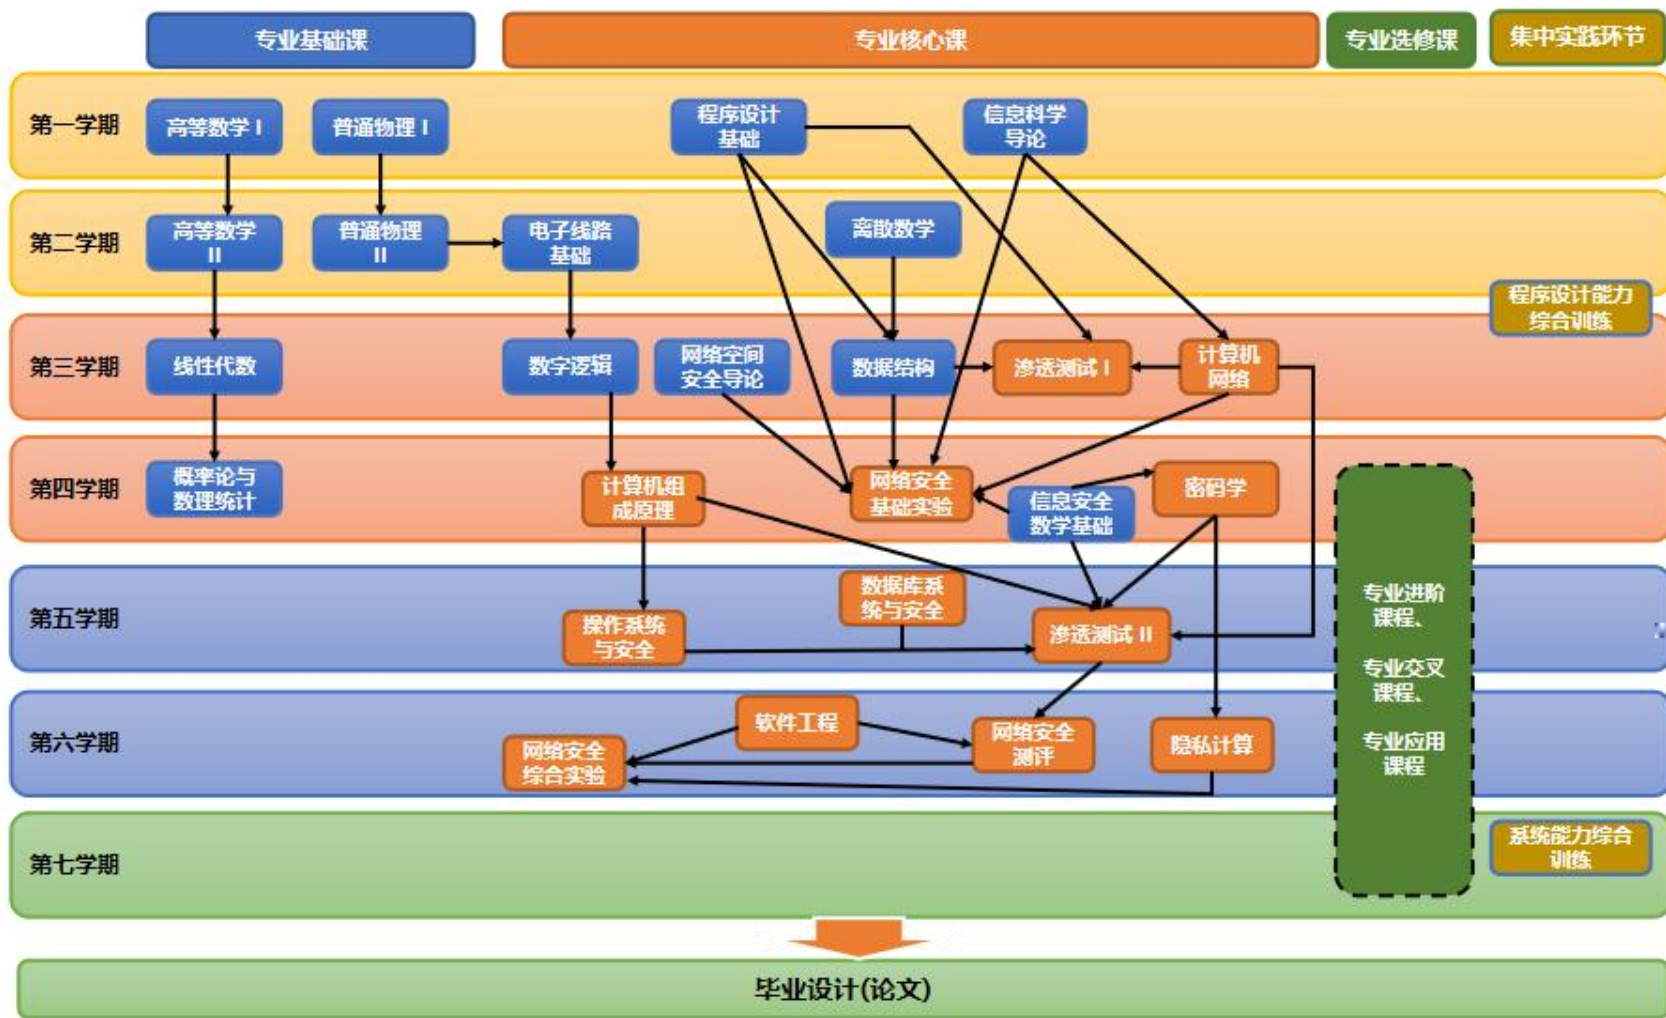 专业基础课
专业核心课
专业选修课
集中实践环节
第一学期
高等数学 I
普通物理 I
程序设计
基础
信息科学
导论
第二学期
高等数学
II
普通物理
II
电子线路
基础
离散数学
程序设计能力
综合训练
第三学期
线性代数
数字逻辑
网络空间
安全导论
数据结构
渗透测试 I
计算机
网络
第四学期
概率论与
数理统计
计算机组
成原理
网络安全
基础实验
信息安全
数学基础
密码学
第五学期
操作系统
与安全
数据库系
统与安全
渗透测试 II
专业进阶
课程、
专业交叉
课程、
专业应用
课程
第六学期
网络安全
综合实验
软件工程
网络安全
测评
隐私计算
第七学期
系统能力综合
训练
毕业设计(论文)